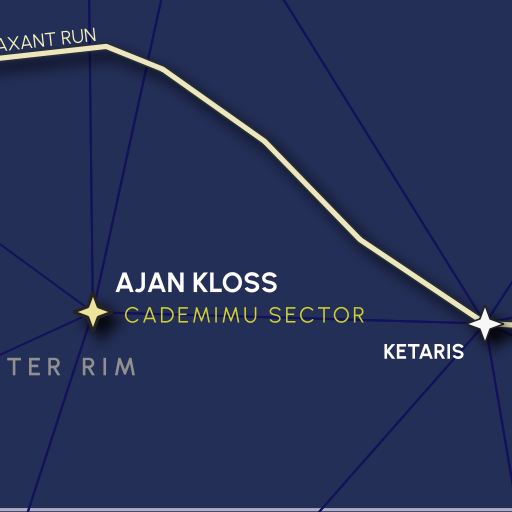 AXANT RUN
AJAN KLOSS
CADEMIMU SECTOR
KETARIS
TER RIM